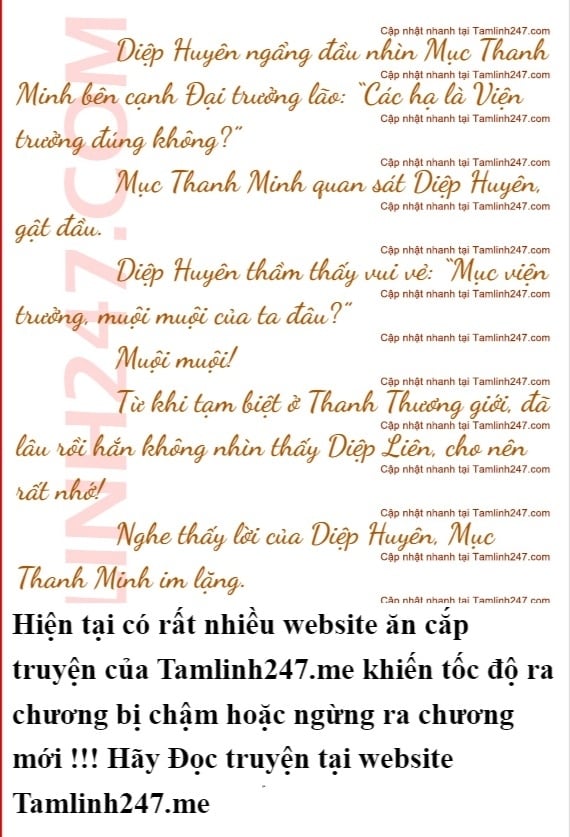 Cập nhật nhanh tại Tamlinh247.com
Diệp Huyên ngẩng đầu nhìn Mục Thanh
Cập nhật nhanh tại Tamlinh247.com
Minh bên cạnh Đại trưởng lão: “Các hạ là Viện
Cập nhật nhanh tại Tamlinh247.com
trưởng đúng không?”
Cập nhật nhanh tại Tamlinh247.com
Mục Thanh Minh quan sát Diệp Huyên,
Cập nhật nhanh tại Tamlinh247.com
gật đầu.
Cập nhật nhanh tại Tamlinh247.com
Diệp Huyên thầm thấy vui vẻ: “Mục viện
Cập nhật nhanh tại Tamlinh247.com
trưởng, muội muội của ta đâu?”
Cập nhật nhanh tại Tamlinh247.com
Muội muội!
Cập nhật nhanh tại Tamlinh247.com
Từ khi tạm biệt ở Thanh Thương giới, đã
Cập nhật nhanh tại Tamlinh247.com
lâu rồi hắn không nhìn thấy Diệp Liên, cho nên
Cập nhật nhanh tại Tamlinh247.com
rất nhớ!
Cập nhật nhanh tại Tamlinh247.com
Nghe thấy lời của Diệp Huyên, Mục
Cập nhật nhanh tại Tamlinh247.com
Thanh Minh im lặng.
Cập nhật nhanh tại Tamlinh247.com
LINH247.COM
Hiện tại có rất nhiều website ăn cắp
truyện của Tamlinh247.me khiến tốc độ ra
chương bị chậm hoặc ngừng ra chương
mới !!! Hãy Đọc truyện tại website
Tamlinh247.me